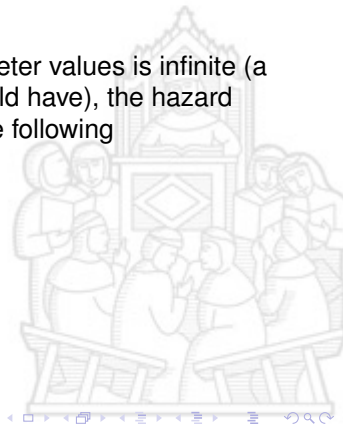 eter values is infinite (a
ld have), the hazard
e following